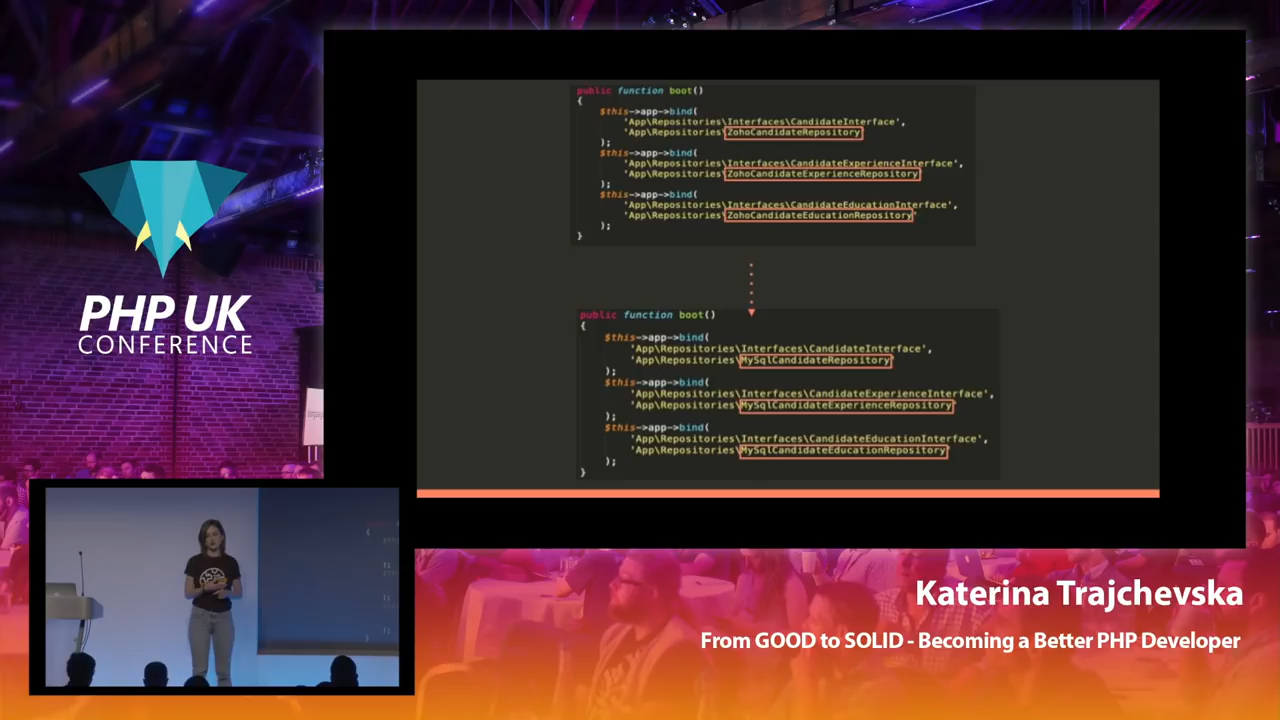 public function boot()
{
$this->app->bind(
'App\Repositories\Interfaces\CandidateInterface',
'App\Repositories\ZohoCandidateRepository'
);
$this->app->bind(
'App\Repositories\Interfaces\CandidateExperienceInterface',
'App\Repositories\ZohoCandidateExperienceRepository'
);
$this->app->bind(
'App\Repositories\Interfaces\CandidateEducationInterface',
'App\Repositories\ZohoCandidateEducationRepository'
);
}
public function boot()
{
$this->app->bind(
'App\Repositories\Interfaces\CandidateInterface',
'App\Repositories\MySqlCandidateRepository'
);
$this->app->bind(
'App\Repositories\Interfaces\CandidateExperienceInterface',
'App\Repositories\MySqlCandidateExperienceRepository'
);
$this->app->bind(
'App\Repositories\Interfaces\CandidateEducationInterface',
'App\Repositories\MySqlCandidateEducationRepository'
);
}
PHP UK
CONFERENCE
Katerina Trajchevska
From GOOD to SOLID - Becoming a Better PHP Developer